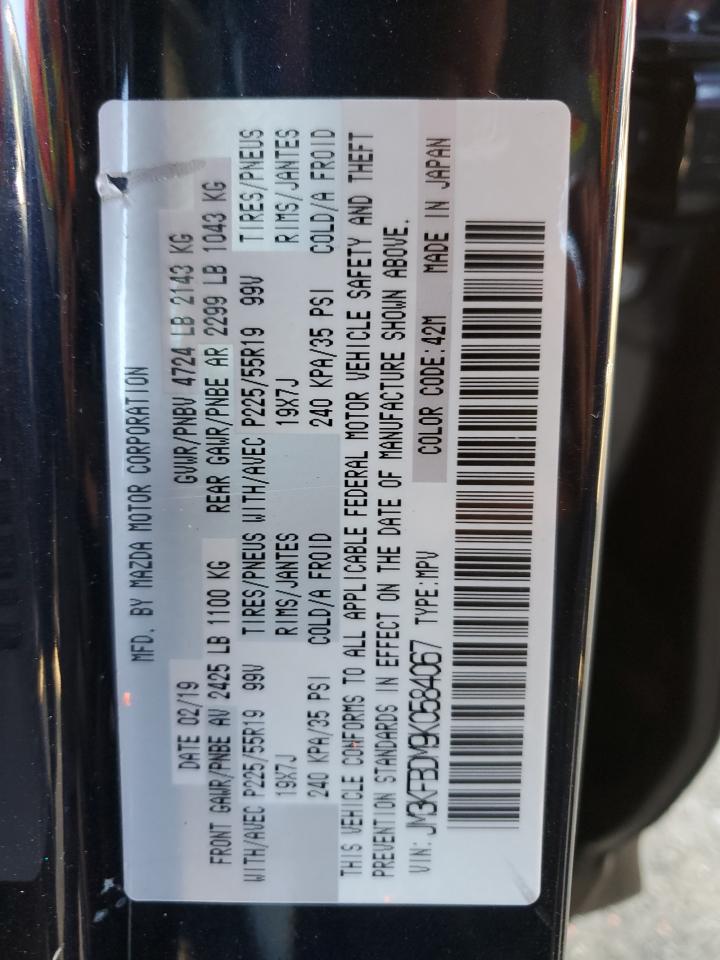 MFD. BY MAZDA MOTOR CORPORATION
DATE 02/19 GVWR/PNBV 4724 LB 2143 KG
FRONT GAWR/PNBE AV 2425 LB 1100 KG REAR GAWR/PNBE AR 2299 LB 1043 KG
WITH/AVEC P225/55R19 99V TIRES/PNEUS WITH/AVEC P225/55R19 99V TIRES/PNEUS
19X7J RIMS/JANTES 19X7J RIMS/JANTES
240 KPA/35 PSI COLD/A FROID 240 KPA/35 PSI COLD/A FROID
THIS VEHICLE CONFORMS TO ALL APPLICABLE FEDERAL MOTOR VEHICLE SAFETY AND THEFT
PREVENTION STANDARDS IN EFFECT ON THE DATE OF MANUFACTURE SHOWN ABOVE.
VIN: JM3KFBDM9K0584067 TYPE:MPV COLOR CODE:42M MADE IN JAPAN